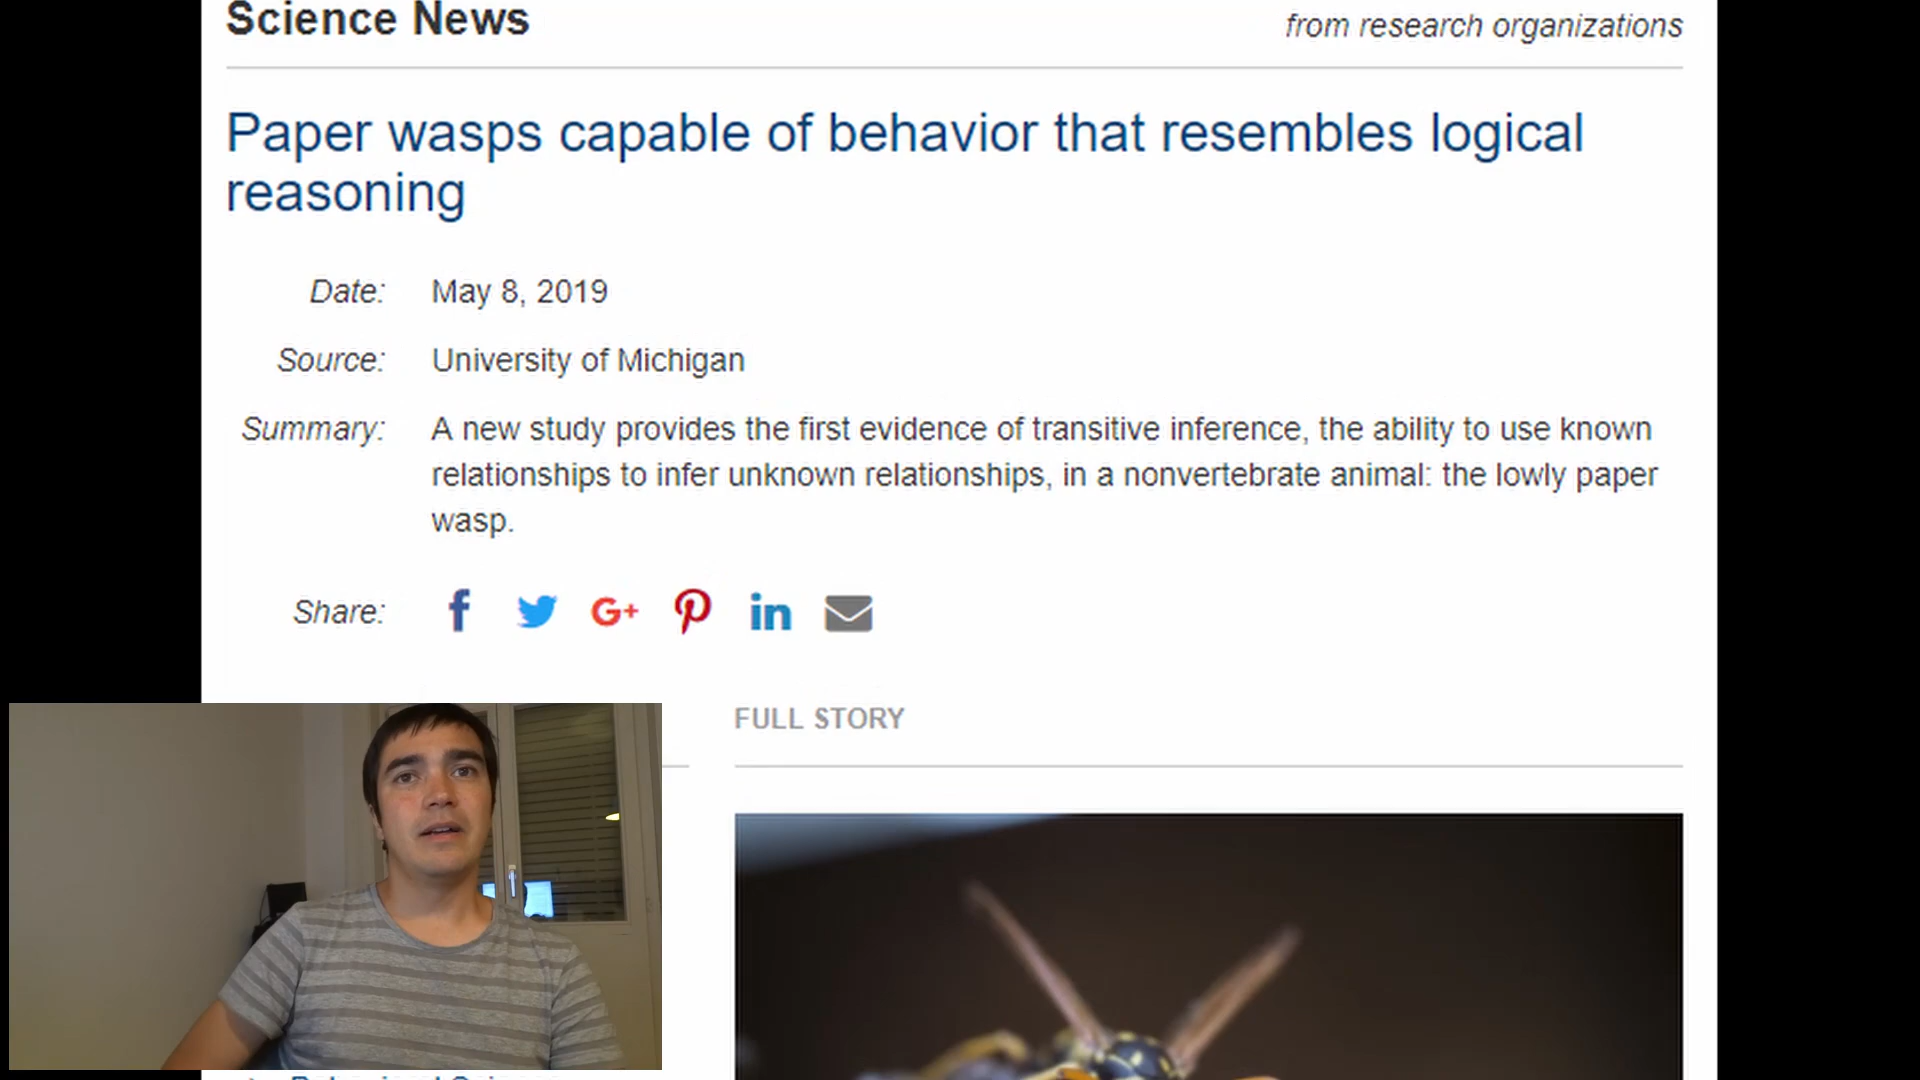 Science News
from research organizations
Paper wasps capable of behavior that resembles logical
reasoning
Date: May 8, 2019
Source: University of Michigan
Summary: A new study provides the first evidence of transitive inference, the ability to use known
relationships to infer unknown relationships, in a nonvertebrate animal: the lowly paper
wasp.
Share: f G+ in
FULL STORY